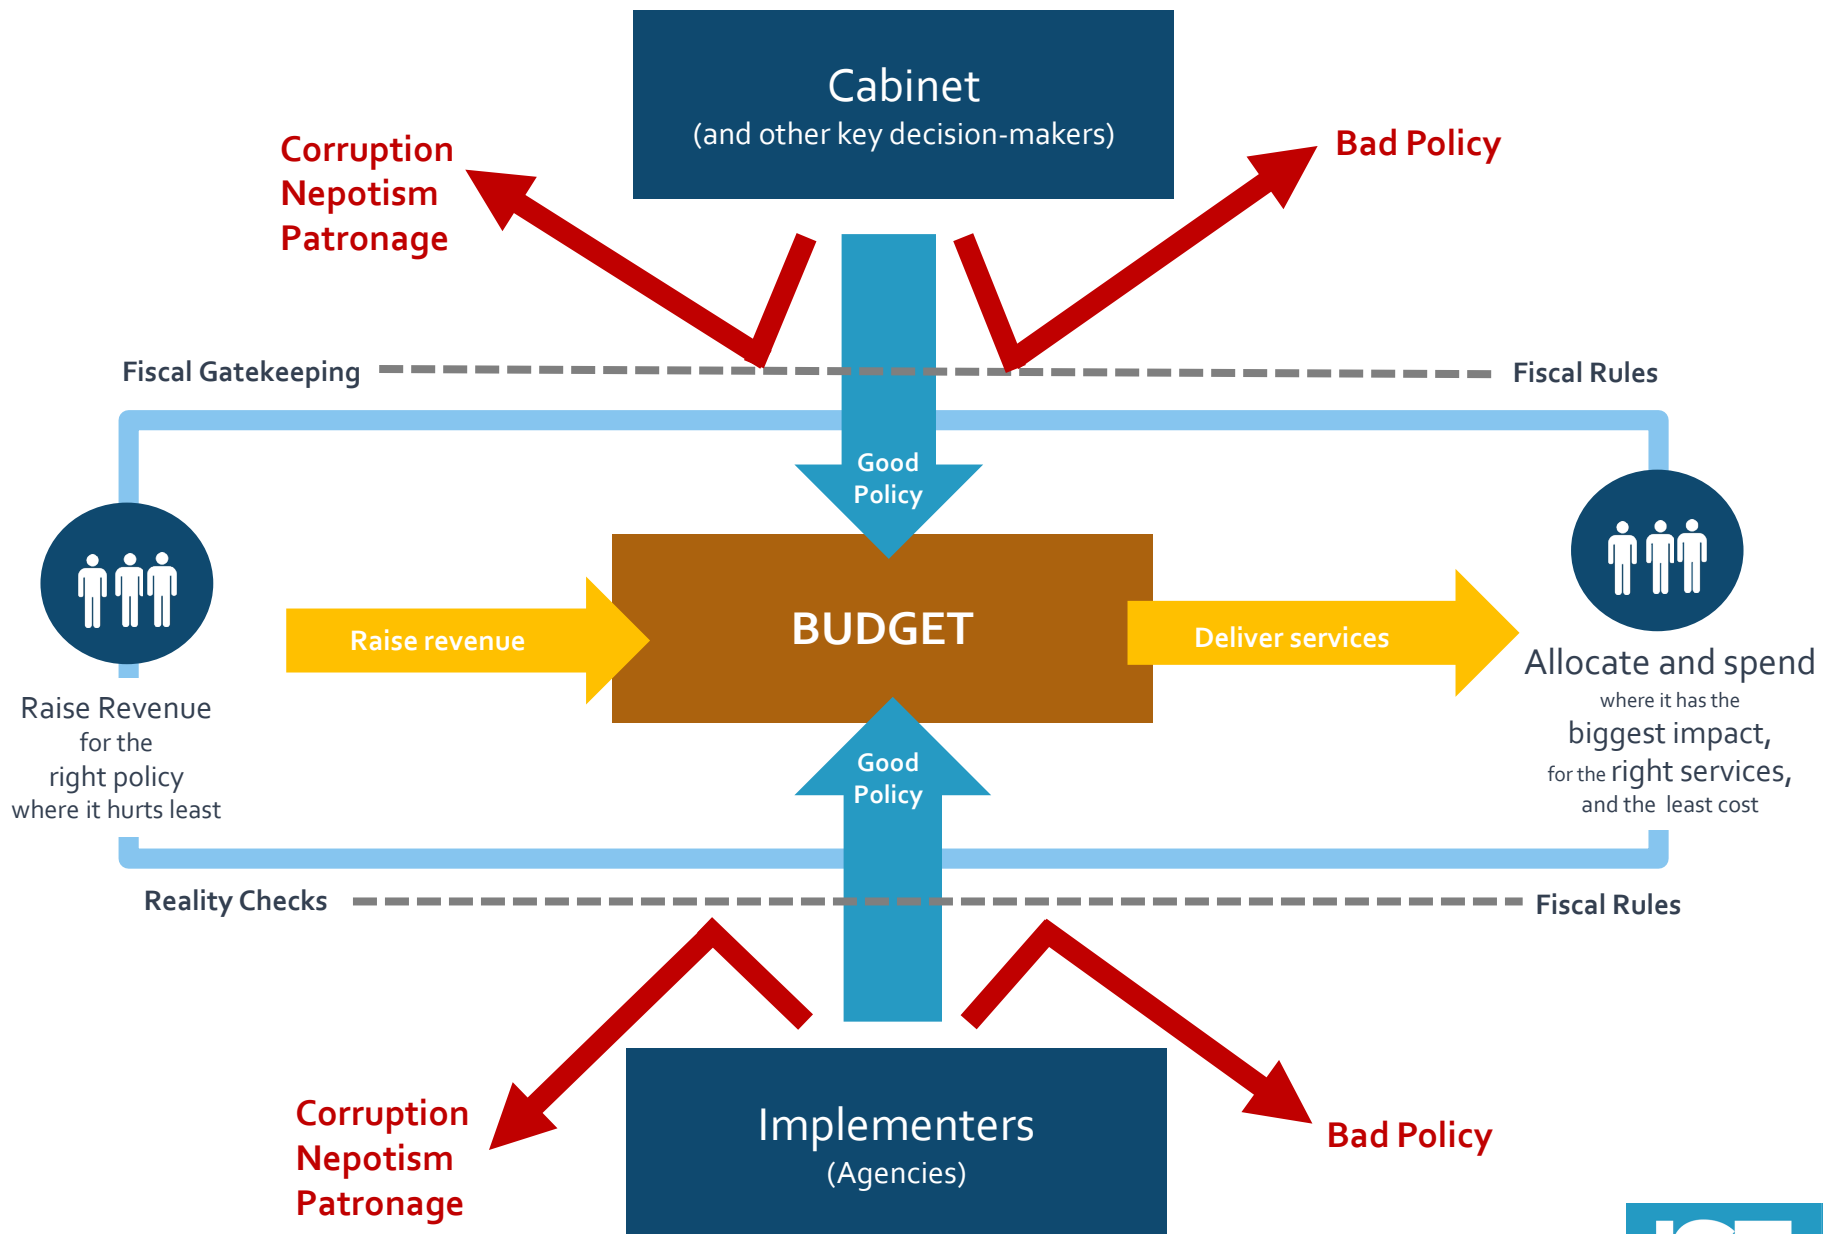 Cabinet
(and other key decision-makers)
Corruption
Nepotism
Patronage
Bad Policy
Fiscal Gatekeeping
Fiscal Rules
Good
Policy
BUDGET
Raise revenue
Deliver services
Raise Revenue
for the
right policy
where it hurts least
Allocate and spend
where it has the
biggest impact,
for the right services,
and the least cost
Good
Policy
Reality Checks
Fiscal Rules
Corruption
Nepotism
Patronage
Bad Policy
Implementers
(Agencies)